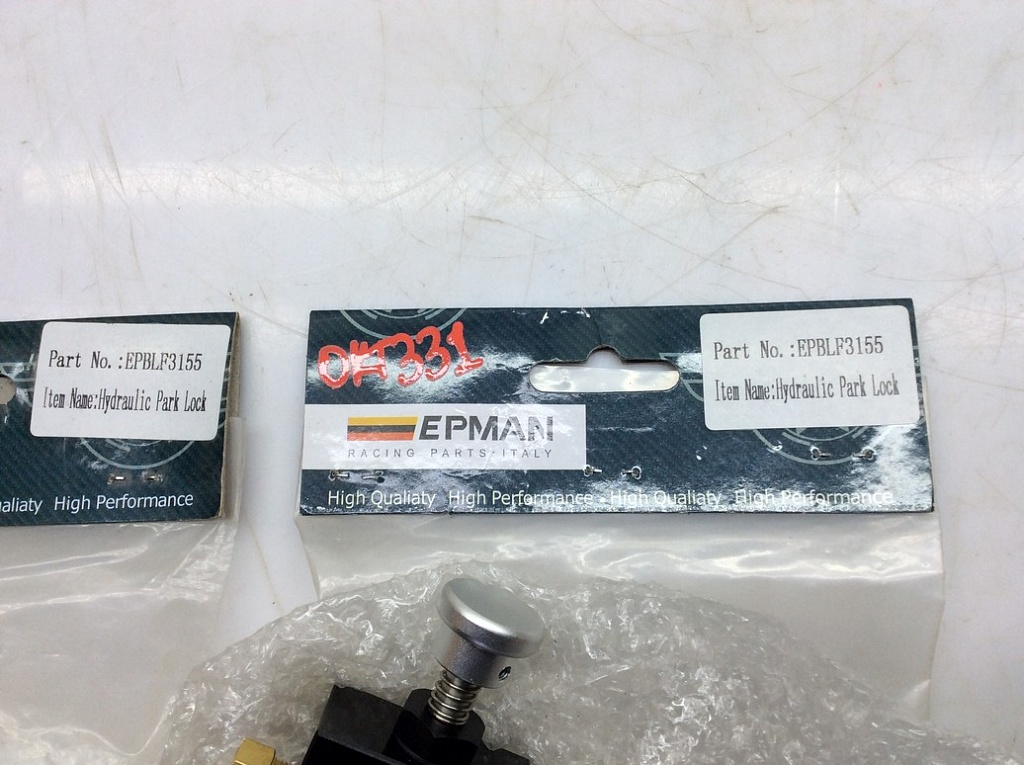 Part No.:EPBLF3155
Item Name:Hydraulic Park Lock
aliaty High Performance
OH331
Part No.:EPBLF3155
Item Name:Hydraulic Park Lock
EPMAN
RACING PARTS·ITALY
High Qualiaty High Performance High Qualiaty High Performance